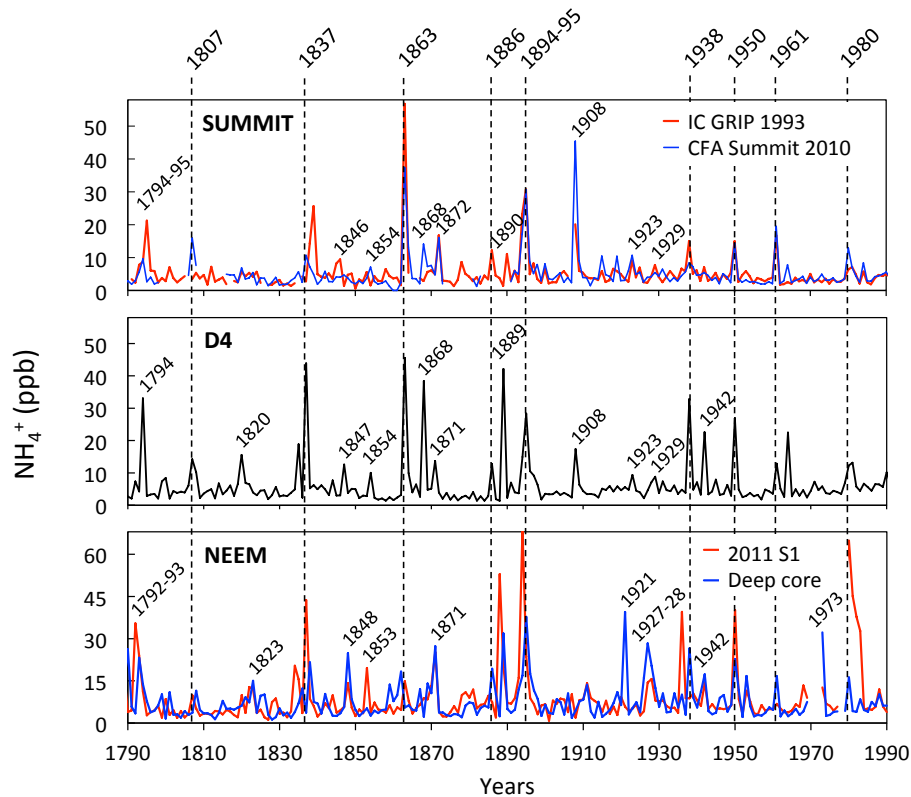 1807 1837 1863 1886 1894-95 1938 1950 1961 1980
SUMMIT
IC GRIP 1993
CFA Summit 2010
1794-95 1846 1854 1868 1872 1890 1908 1923 1929
50
40
30
20
10
0
D4
1794 1820 1847 1854 1868 1871 1889 1908 1923 1929 1942
50
40
30
20
10
0
NH₄⁺ (ppb)
NEEM
2011 S1
Deep core
1792-93 1823 1848 1853 1871 1921 1927-28 1942 1973
60
45
30
15
0
1790 1810 1830 1850 1870 1890 1910 1930 1950 1970 1990
Years